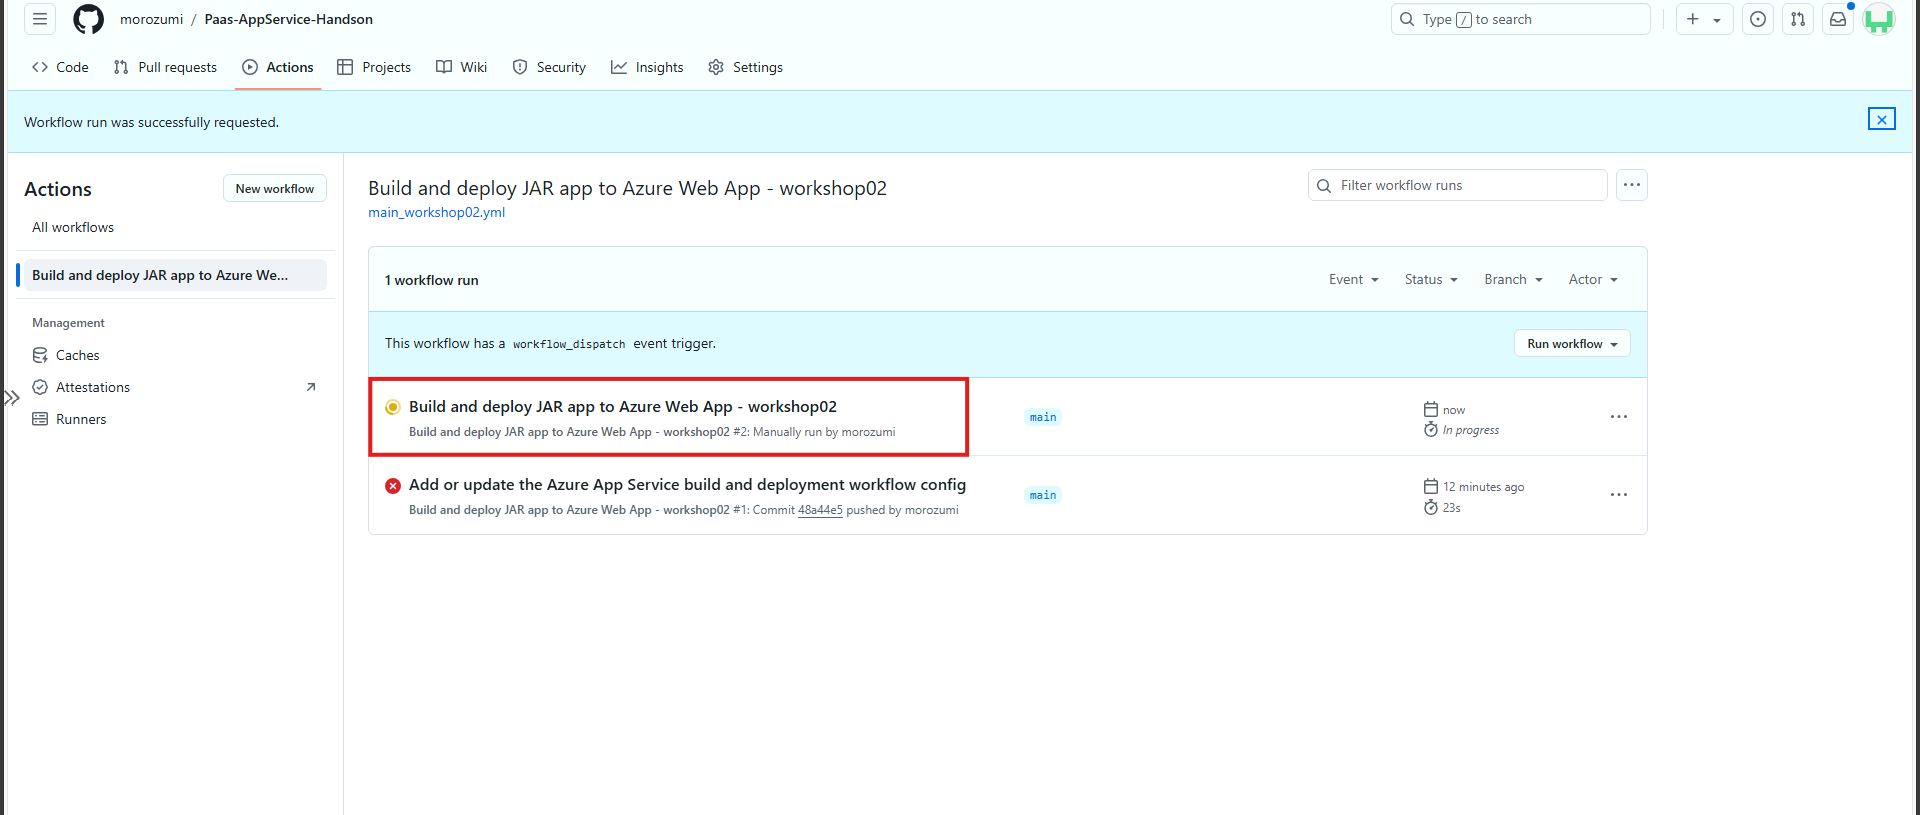 morozumi / Paas-AppService-Handson
Type / to search
Code
Pull requests
Actions
Projects
Wiki
Security
Insights
Settings
Workflow run was successfully requested.
Actions
New workflow
All workflows
Build and deploy JAR app to Azure We...
Management
Caches
Attestations
Runners
Build and deploy JAR app to Azure Web App - workshop02
main_workshop02.yml
Filter workflow runs
1 workflow run
Event
Status
Branch
Actor
This workflow has a workflow_dispatch event trigger.
Run workflow
Build and deploy JAR app to Azure Web App - workshop02
Build and deploy JAR app to Azure Web App - workshop02 #2: Manually run by morozumi
main
now
In progress
Add or update the Azure App Service build and deployment workflow config
Build and deploy JAR app to Azure Web App - workshop02 #1: Commit 48a44e5 pushed by morozumi
main
12 minutes ago
23s